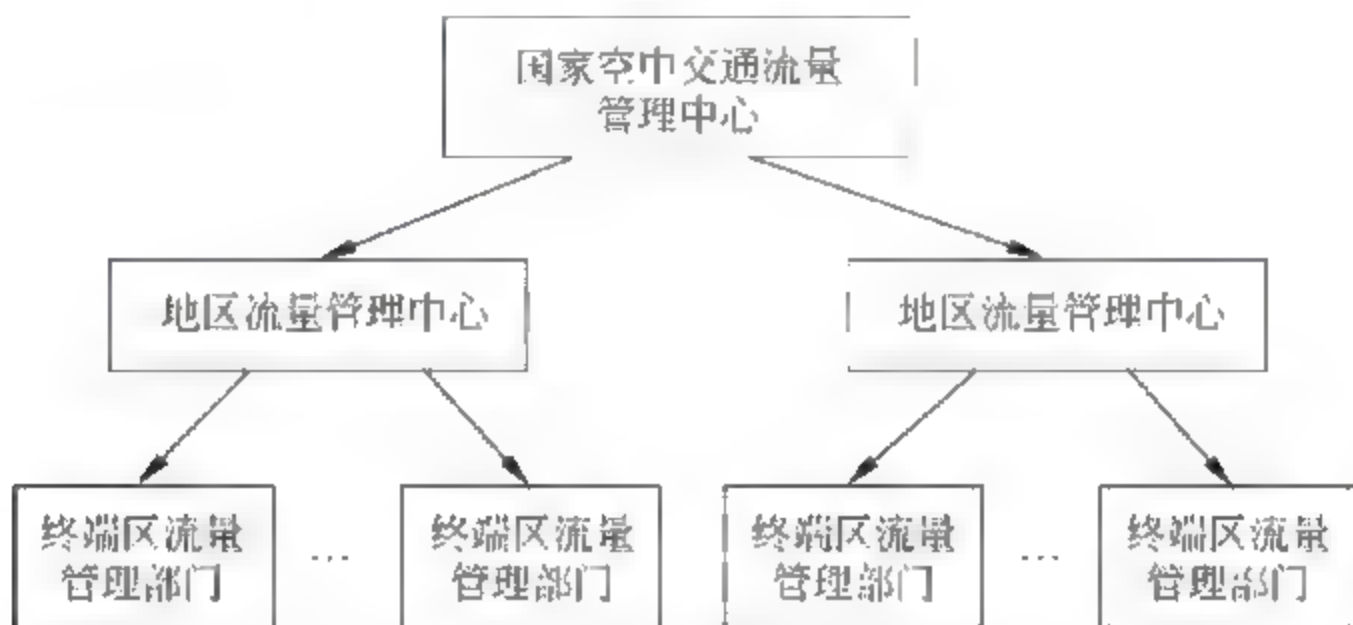 国家空中交通流量
管理中心
地区流量管理中心
地区流量管理中心
终端区流量
管理部门
...
终端区流量
管理部门
终端区流量
管理部门
...
终端区流量
管理部门